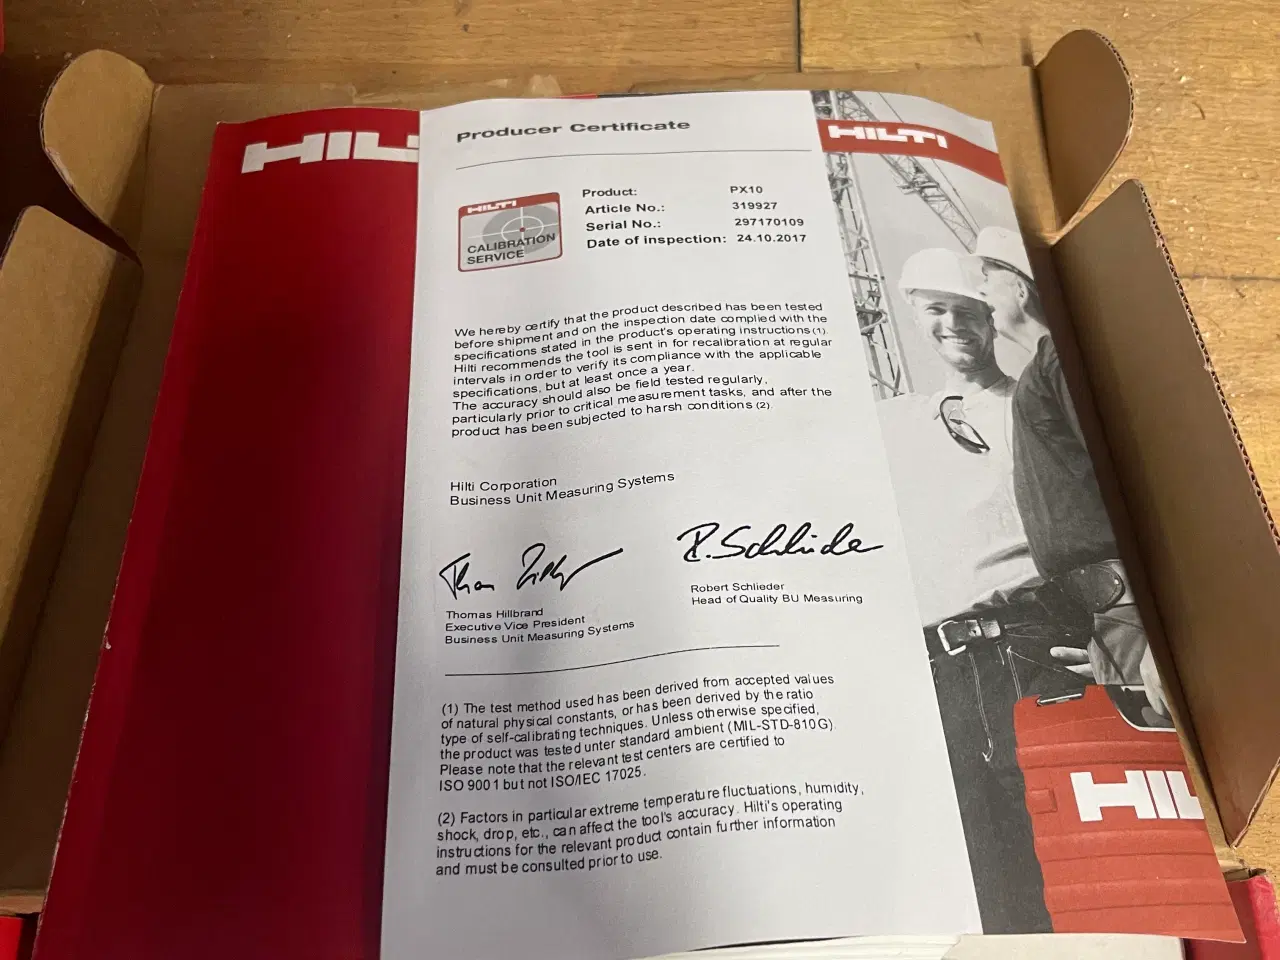 HILTI
Producer Certificate
HILTI
HILTI
CALIBRATION
SERVICE
Product: PX10
Article No.: 319927
Serial No.: 297170109
Date of inspection: 24.10.2017
We hereby certify that the product described has been tested
before shipment and on the inspection date complied with the
specifications stated in the product's operating instructions (1).
Hilti recommends the tool is sent in for recalibration at regular
intervals in order to verify its compliance with the applicable
specifications, but at least once a year.
The accuracy should also be field tested regularly,
particularly prior to critical measurement tasks, and after the
product has been subjected to harsh conditions (2).
Hilti Corporation
Business Unit Measuring Systems
R. Schlieder
Thomas Hillbrand
Executive Vice President
Business Unit Measuring Systems
Robert Schlieder
Head of Quality BU Measuring
(1) The test method used has been derived from accepted values
of natural physical constants, or has been derived by the ratio
type of self-calibrating techniques. Unless otherwise specified,
the product was tested unter standard ambient (MIL-STD-810G).
Please note that the relevant test centers are certified to
ISO 9001 but not ISO/IEC 17025.
(2) Factors in particular extreme temperature fluctuations, humidity,
shock, drop, etc., can affect the tool's accuracy. Hilti's operating
instructions for the relevant product contain further information
and must be consulted prior to use.
HIL